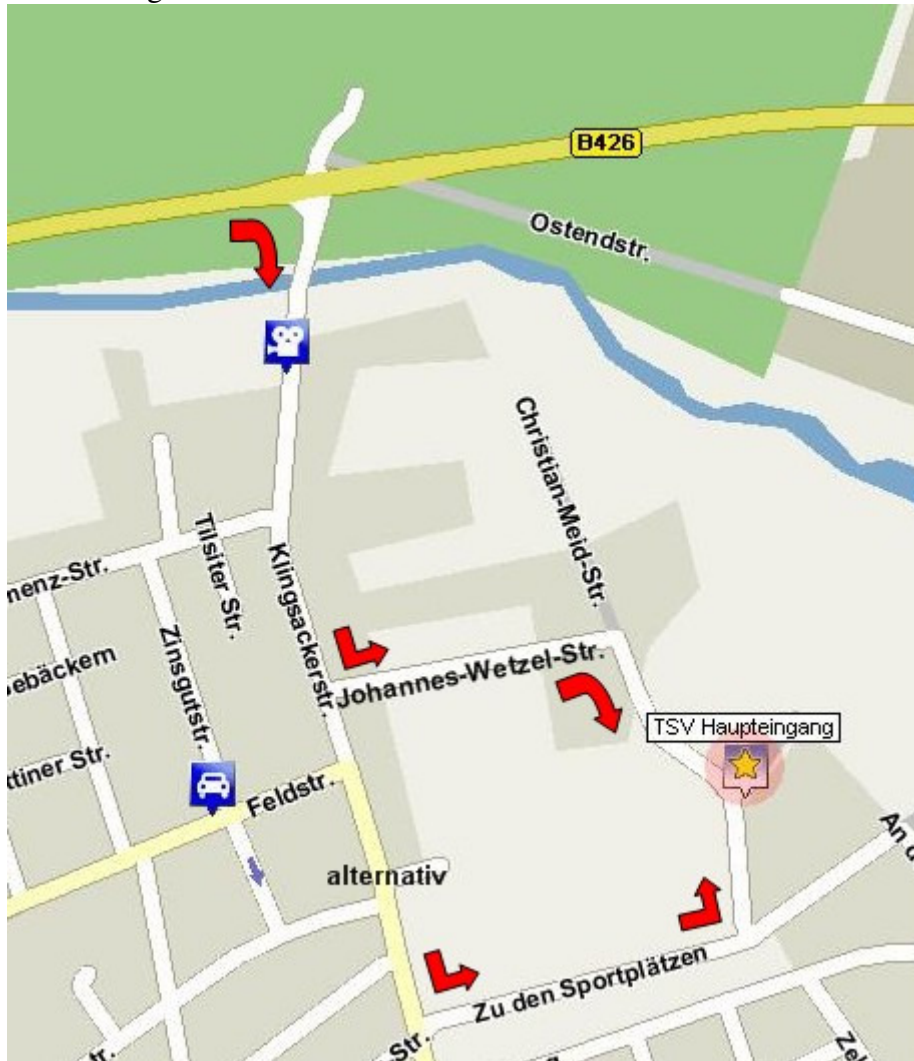 B426
Ostendstr.
Christian-Meid-Str.
Tilsiter Str.
Klingsackerstr.
Zinsgutstr.
Johannes-Wetzel-Str.
TSV Haupteingang
Feldstr.
alternativ
An d
Zu den Sportplätzen
Str.